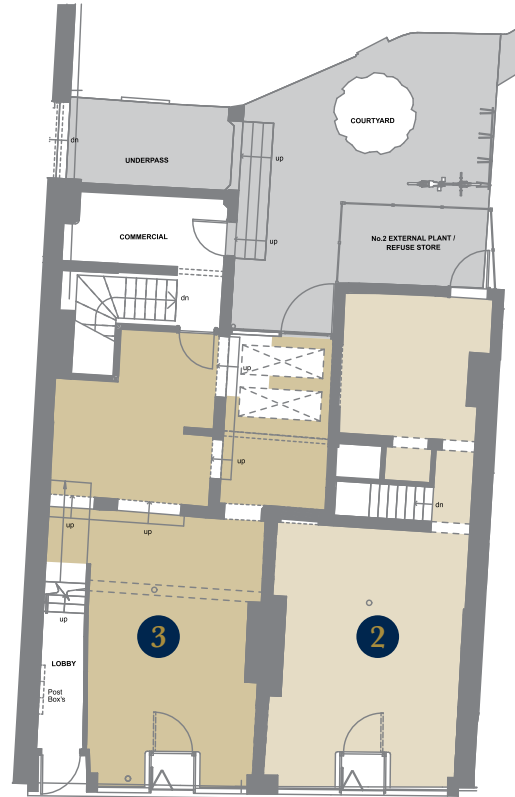 COURTYARD
dn
UNDERPASS
up
COMMERCIAL
up
No.2 EXTERNAL PLANT /
REFUSE STORE
dn
up
up
dn
up
up
3
2
up
LOBBY
Post
Box's